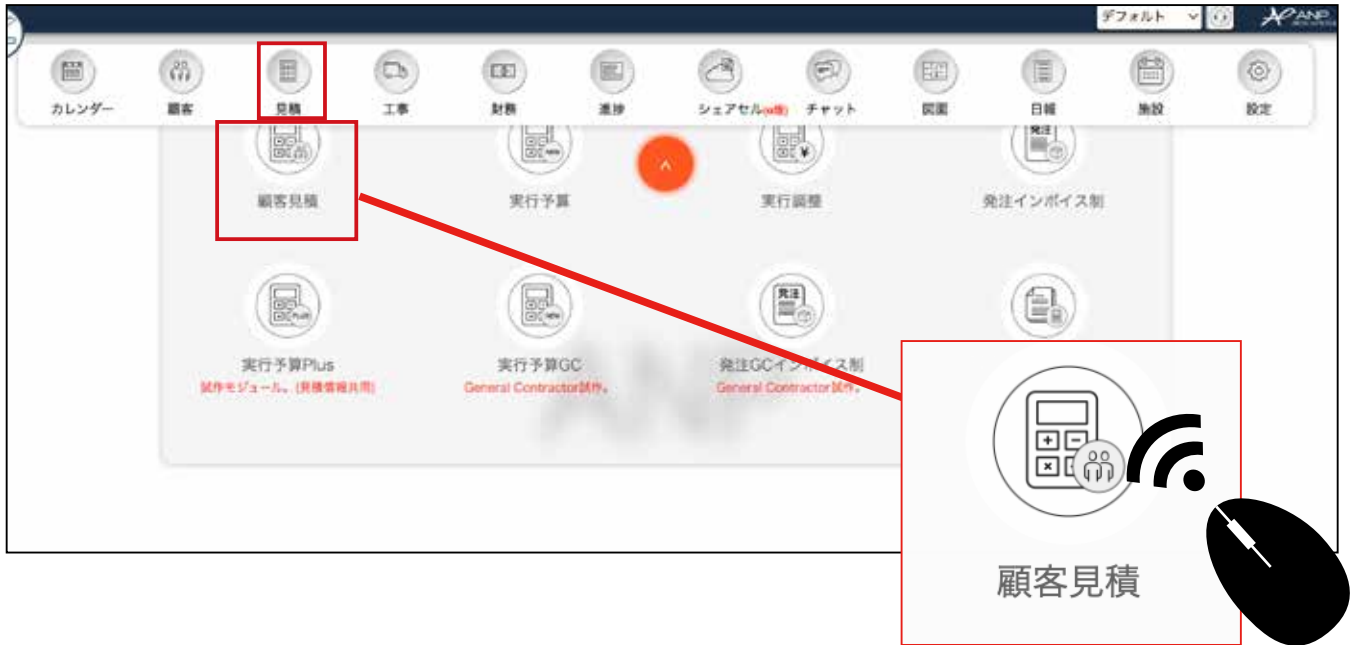 デフォルト
ANP
カレンダー
顧客
見積
工事
財務
進捗
シェアセル(α版)
チャット
図面
日報
施設
設定
顧客見積
実行予算
実行調整
発注インボイス制
実行予算Plus
試作モジュール。(見積情報共用)
実行予算GC
General Contractor試作。
発注GCインボイス制
General Contractor試作。
顧客見積